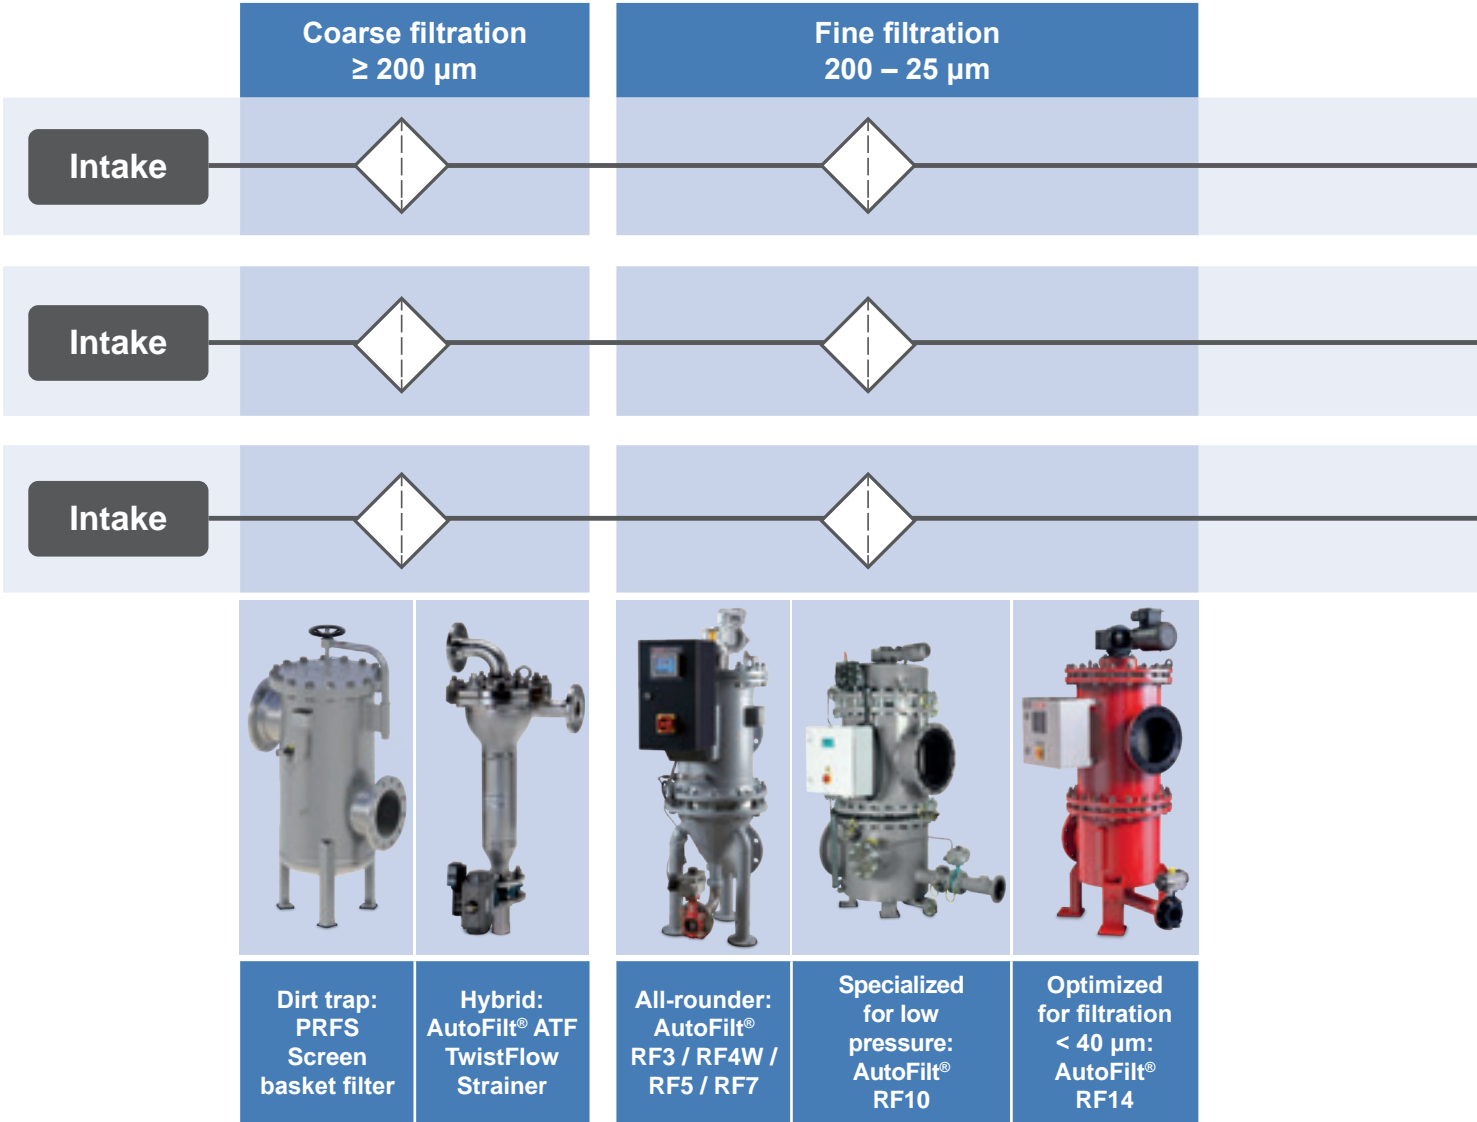 Coarse filtration
≥ 200 μm
Fine filtration
200 – 25 μm
Intake
Intake
Intake
Dirt trap:
PRFS
Screen
basket filter
Hybrid:
AutoFilt® ATF
TwistFlow
Strainer
All-rounder:
AutoFilt®
RF3 / RF4W /
RF5 / RF7
Specialized
for low
pressure:
AutoFilt®
RF10
Optimized
for filtration
< 40 μm:
AutoFilt®
RF14